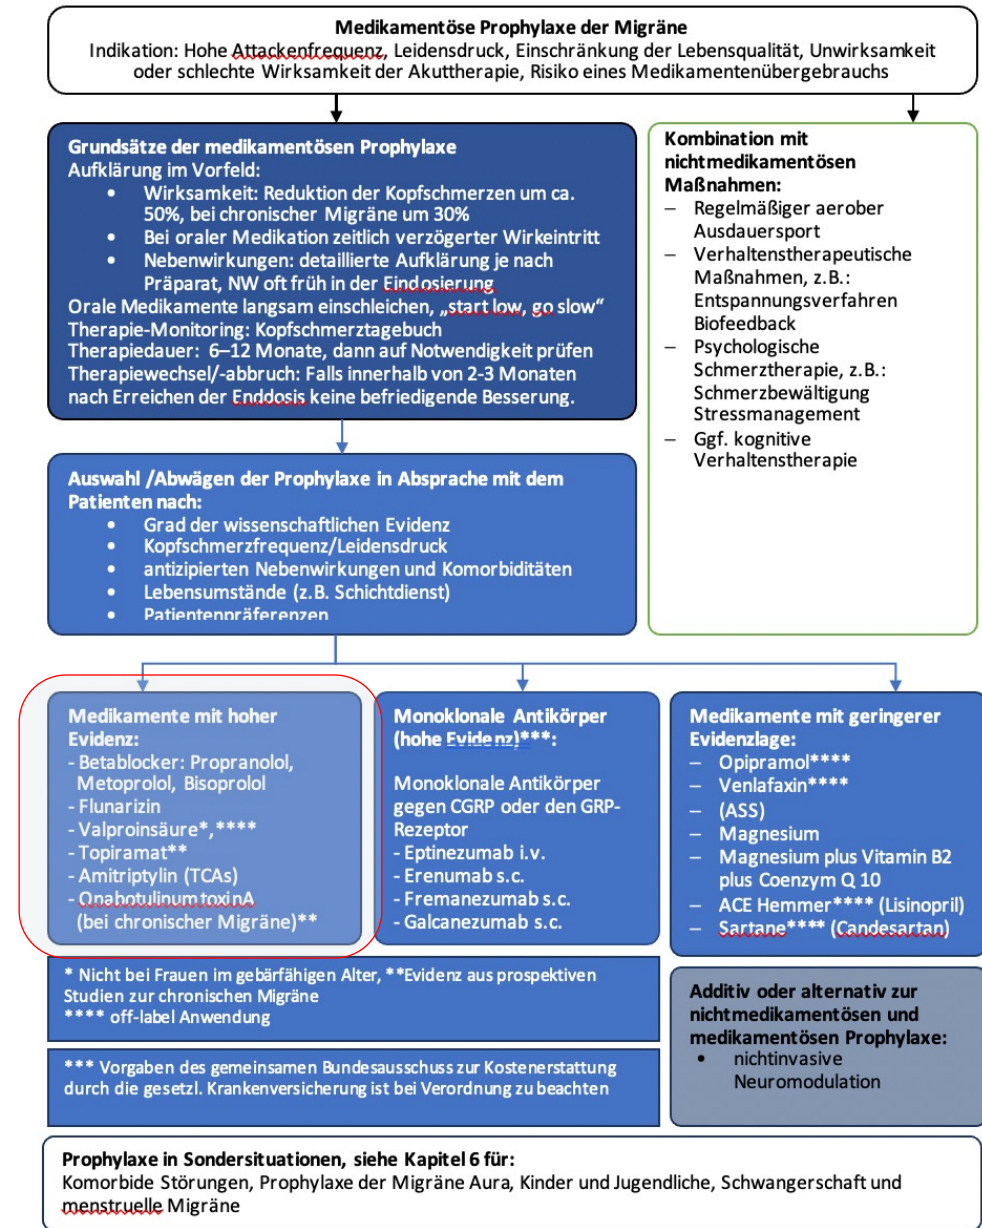 Medikamentöse Prophylaxe der Migräne
Indikation: Hohe Attackenfrequenz, Leidensdruck, Einschränkung der Lebensqualität, Unwirksamkeit
oder schlechte Wirksamkeit der Akuttherapie, Risiko eines Medikamentenübergebrauchs
Grundsätze der medikamentösen Prophylaxe
Aufklärung im Vorfeld:
• Wirksamkeit: Reduktion der Kopfschmerzen um ca.
50%, bei chronischer Migräne um 30%
• Bei oraler Medikation zeitlich verzögerter Wirkeintritt
• Nebenwirkungen: detaillierte Aufklärung je nach
Präparat, NW oft früh in der Eindosierung
Orale Medikamente langsam einschleichen, „start low, go slow“
Therapie-Monitoring: Kopfschmerztagebuch
Therapiedauer: 6–12 Monate, dann auf Notwendigkeit prüfen
Therapiewechsel/-abbruch: Falls innerhalb von 2-3 Monaten
nach Erreichen der Enddosis keine befriedigende Besserung.
Kombination mit
nichtmedikamentösen
Maßnahmen:
– Regelmäßiger aerober
Ausdauersport
– Verhaltenstherapeutische
Maßnahmen, z.B.:
Entspannungsverfahren
Biofeedback
– Psychologische
Schmerztherapie, z.B.:
Schmerzbewältigung
Stressmanagement
– Ggf. kognitive
Verhaltenstherapie
Auswahl /Abwägen der Prophylaxe in Absprache mit dem
Patienten nach:
• Grad der wissenschaftlichen Evidenz
• Kopfschmerzfrequenz/Leidensdruck
• antizipierten Nebenwirkungen und Komorbiditäten
• Lebensumstände (z.B. Schichtdienst)
• Patientenpräferenzen
Medikamente mit hoher
Evidenz:
- Betablocker: Propranolol,
Metoprolol, Bisoprolol
- Flunarizin
- Valproinsäure*,****
- Topiramat**
- Amitriptylin (TCAs)
- OnabotulinumtoxinA
(bei chronischer Migräne)**
Monoklonale Antikörper
(hohe Evidenz)***:
Monoklonale Antikörper
gegen CGRP oder den GRP-
Rezeptor
- Eptinezumab i.v.
- Erenumab s.c.
- Fremanezumab s.c.
- Galcanezumab s.c.
Medikamente mit geringerer
Evidenzlage:
– Opipramol****
– Venlafaxin****
– (ASS)
– Magnesium
– Magnesium plus Vitamin B2
plus Coenzym Q 10
– ACE Hemmer**** (Lisinopril)
– Sartane**** (Candesartan)
* Nicht bei Frauen im gebärfähigen Alter, **Evidenz aus prospektiven
Studien zur chronischen Migräne
**** off-label Anwendung
*** Vorgaben des gemeinsamen Bundesausschuss zur Kostenerstattung
durch die gesetzl. Krankenversicherung ist bei Verordnung zu beachten
Additiv oder alternativ zur
nichtmedikamentösen und
medikamentösen Prophylaxe:
• nichtinvasive
Neuromodulation
Prophylaxe in Sondersituationen, siehe Kapitel 6 für:
Komorbide Störungen, Prophylaxe der Migräne Aura, Kinder und Jugendliche, Schwangerschaft und
menstruelle Migräne